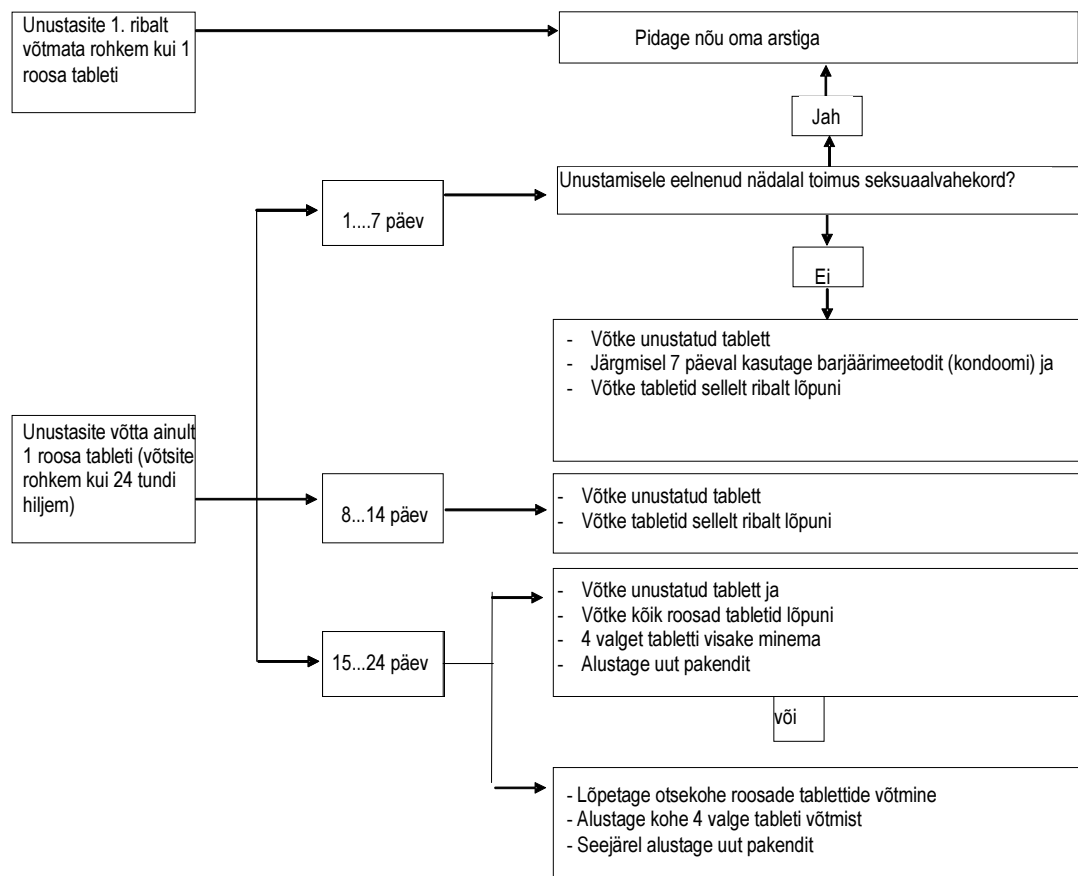 Unustasite 1. ribalt
võtmata rohkem kui 1
roosa tableti
Pidage nõu oma arstiga
Jah
Unustamisele eelnenud nädalal toimus seksuaalvahekord?
1....7 päev
Ei
- Võtke unustatud tablett
- Järgmisel 7 päeval kasutage barjäärimeetodit (kondoomi) ja
- Võtke tabletid sellelt ribalt lõpuni
Unustasite võtta ainult
1 roosa tableti (võtsite
rohkem kui 24 tundi
hiljem)
8...14 päev
- Võtke unustatud tablett
- Võtke tabletid sellelt ribalt lõpuni
15...24 päev
- Võtke unustatud tablett ja
- Võtke kõik roosad tabletid lõpuni
- 4 valget tabletti visake minema
- Alustage uut pakendit
või
- Lõpetage otsekohe roosade tablettide võtmine
- Alustage kohe 4 valge tableti võtmist
- Seejärel alustage uut pakendit